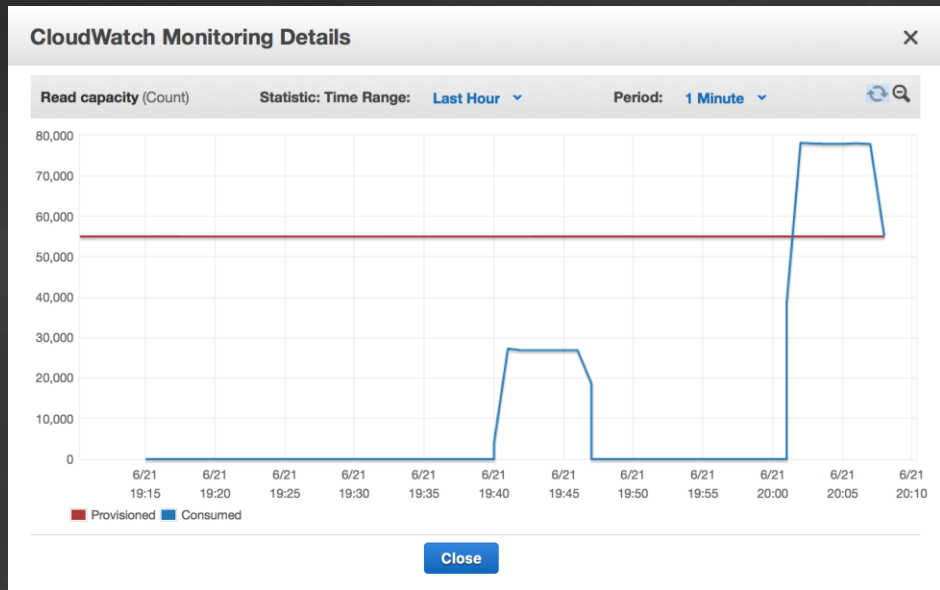 CloudWatch Monitoring Details
Read capacity (Count) Statistic: Time Range: Last Hour Period: 1 Minute
80,000
70,000
60,000
50,000
40,000
30,000
20,000
10,000
0
6/21 6/21 6/21 6/21 6/21 6/21 6/21 6/21 6/21 6/21 6/21 6/21
19:15 19:20 19:25 19:30 19:35 19:40 19:45 19:50 19:55 20:00 20:05 20:10
Provisioned Consumed
Close